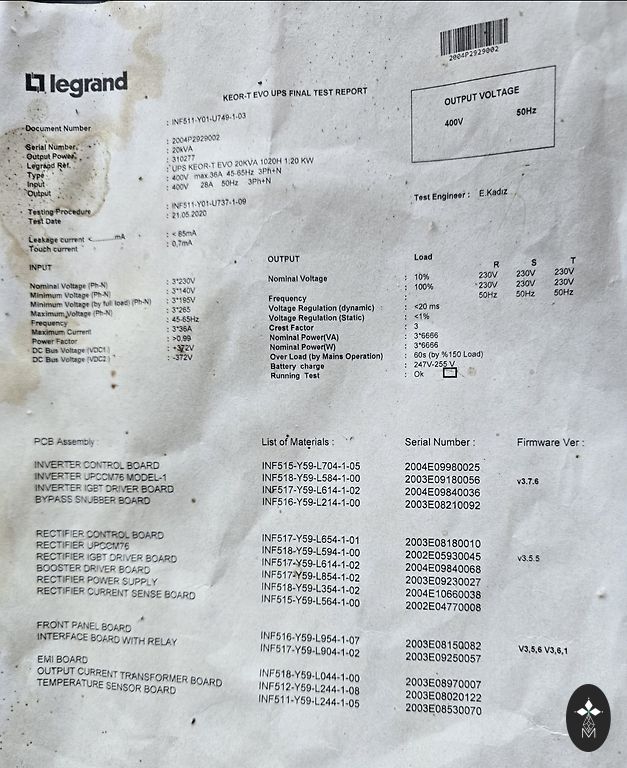 2004P2929002
legrand
KEOR-T EVO UPS FINAL TEST REPORT
OUTPUT VOLTAGE
400V 50Hz
Document Number : INF511-Y01-U749-1-03
Serial Number : 2004P2929002
Output Power : 20kVA
Legrand Ref. : 310277
Type : UPS KEOR-T EVO 20KVA 1020H 1:20 KW
Input : 400V max.36A 45-65Hz 3Ph+N
Output : 400V 28A 50Hz 3Ph+N
Test Engineer : E.Kadız
Testing Procedure : INF511-Y01-U737-1-09
Test Date : 21.05.2020
Leakage current <..........mA : < 85mA
Touch current : 0,7mA
INPUT
Nominal Voltage (Ph-N) : 3*230V
Minimum Voltage (Ph-N) : 3*140V
Minimum Voltage (by full load) (Ph-N) : 3*195V
Maximum Voltage (Ph-N) : 3*265
Frequency : 45-65Hz
Maximum Current : 3*36A
Power Factor : >0,99
DC Bus Voltage (VDC1) : +372V
DC Bus Voltage (VDC2) : -372V
OUTPUT Load R S T
Nominal Voltage : 10% 230V 230V 230V
: 100% 230V 230V 230V
Frequency : 50Hz 50Hz 50Hz
Voltage Regulation (dynamic) : <20 ms
Voltage Regulation (Static) : <1%
Crest Factor : 3
Nominal Power(VA) : 3*6666
Nominal Power(W) : 3*6666
Over Load (by Mains Operation) : 60s (by %150 Load)
Battery charge : 247V-255 V
Running Test : Ok
PCB Assembly : List of Materials : Serial Number : Firmware Ver :
INVERTER CONTROL BOARD INF515-Y59-L704-1-05 2004E09980025
INVERTER UPCCM76 MODEL-1 INF518-Y59-L584-1-00 2003E09180056 v3.7.6
INVERTER IGBT DRIVER BOARD INF517-Y59-L614-1-02 2004E09840036
BYPASS SNUBBER BOARD INF516-Y59-L214-1-00 2003E08210092
RECTIFIER CONTROL BOARD INF517-Y59-L654-1-01 2003E08180010
RECTIFIER UPCCM76 INF518-Y59-L594-1-00 2002E05930045 v3.5.5
RECTIFIER IGBT DRIVER BOARD INF517-Y59-L614-1-02 2004E09840068
BOOSTER DRIVER BOARD INF517-Y59-L854-1-02 2003E09230027
RECTIFIER POWER SUPPLY INF518-Y59-L354-1-02 2004E10660038
RECTIFIER CURRENT SENSE BOARD INF515-Y59-L564-1-00 2002E04770008
FRONT PANEL BOARD INF516-Y59-L954-1-07 2003E08150082 V3,5,6 V3,6,1
INTERFACE BOARD WITH RELAY INF517-Y59-L904-1-02 2003E09250057
EMI BOARD INF518-Y59-L044-1-00 2003E08970007
OUTPUT CURRENT TRANSFORMER BOARD INF512-Y59-L244-1-08 2003E08020122
TEMPERATURE SENSOR BOARD INF511-Y59-L244-1-05 2003E08530070